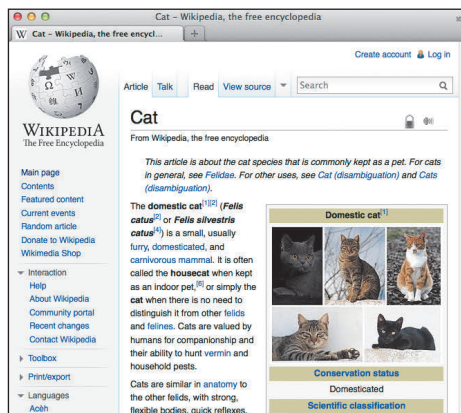 Cat – Wikipedia, the free encyclopedia
W Cat – Wikipedia, the free encycl...
Create account Log in
Article Talk Read View source Search
WIKIPEDIA
The Free Encyclopedia
Main page
Contents
Featured content
Current events
Random article
Donate to Wikipedia
Wikimedia Shop
Interaction
Help
About Wikipedia
Community portal
Recent changes
Contact Wikipedia
Toolbox
Print/export
Languages
Acèh
Cat
From Wikipedia, the free encyclopedia
This article is about the cat species that is commonly kept as a pet. For cats
in general, see Felidae. For other uses, see Cat (disambiguation) and Cats
(disambiguation).
The domestic cat[1][2] (Felis
catus[2] or Felis silvestris
catus[4]) is a small, usually
furry, domesticated, and
carnivorous mammal. It is often
called the housecat when kept
as an indoor pet,[6] or simply the
cat when there is no need to
distinguish it from other felids
and felines. Cats are valued by
humans for companionship and
their ability to hunt vermin and
household pests.
Cats are similar in anatomy to
the other felids, with strong,
flexible bodies, quick reflexes,
Domestic cat[1]
Conservation status
Domesticated
Scientific classification